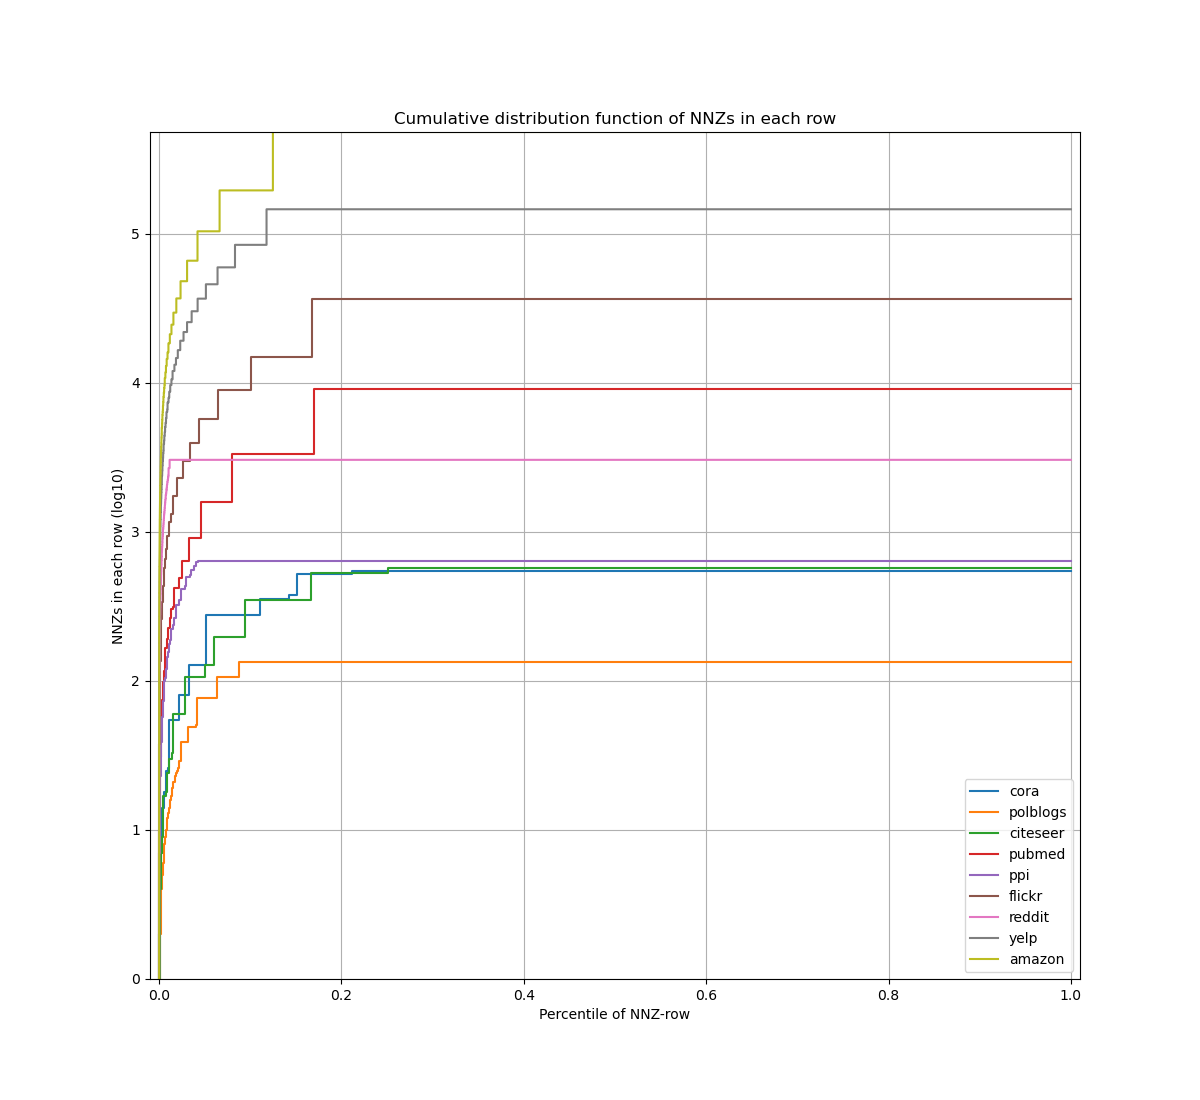 Cumulative distribution function of NNZs in each row
NNZs in each row (log10)
5
4
3
2
1
0
0.0 0.2 0.4 0.6 0.8 1.0
Percentile of NNZ-row
cora
polblogs
citeseer
pubmed
ppi
flickr
reddit
yelp
amazon